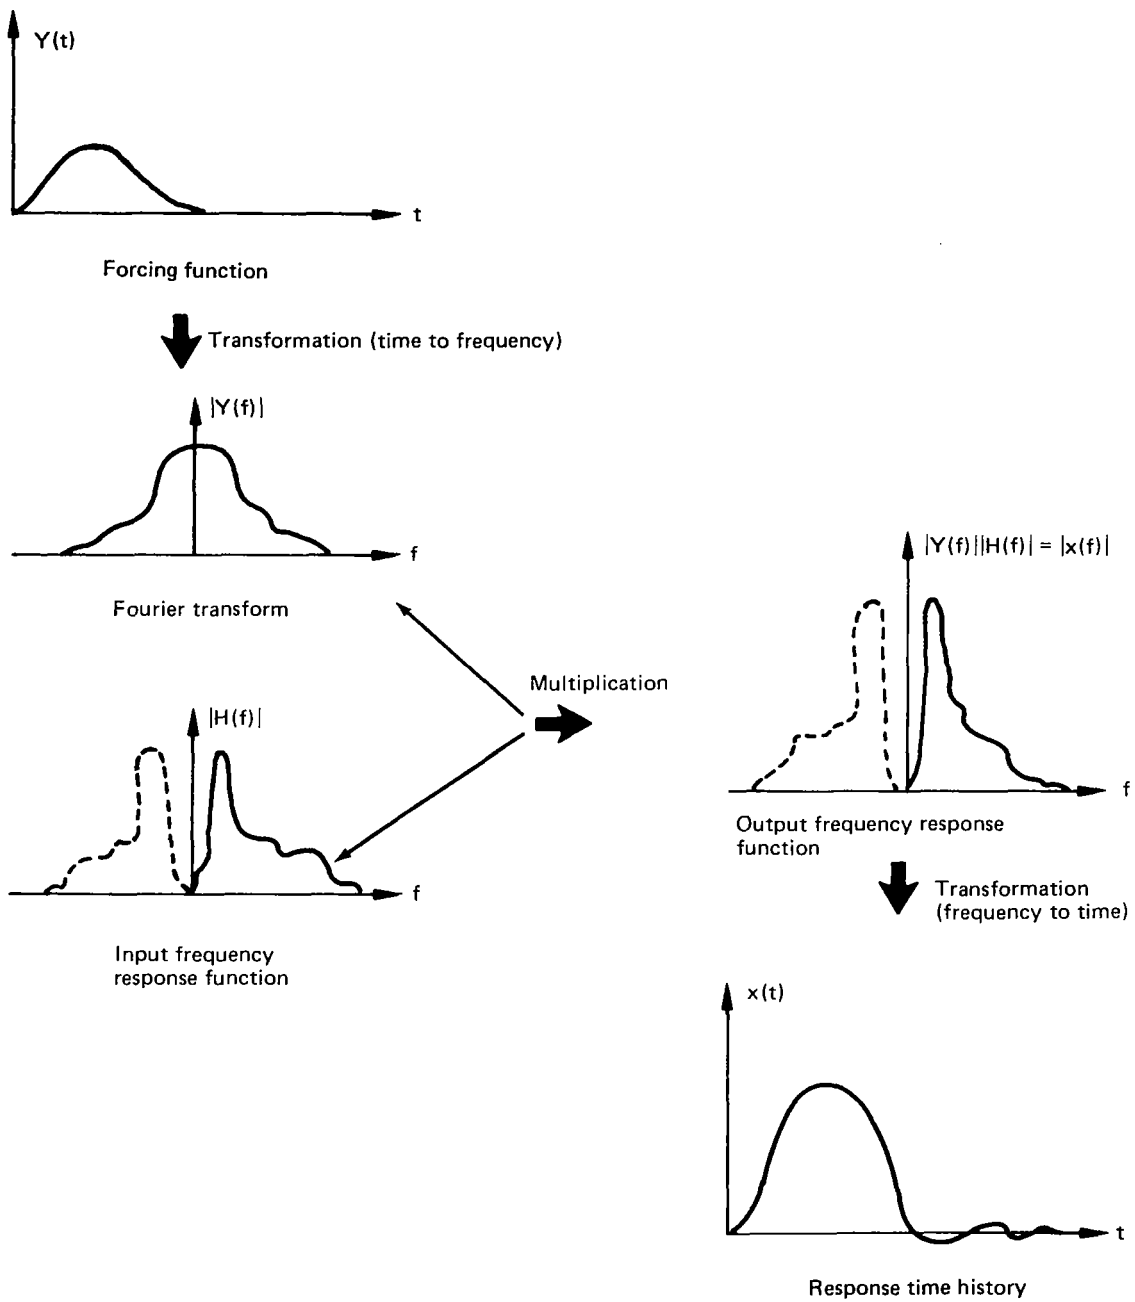 Y(t)
t
Forcing function
Transformation (time to frequency)
|Y(f)|
f
Fourier transform
|H(f)|
f
Input frequency
response function
Multiplication
|Y(f)||H(f)| = |x(f)|
f
Output frequency response
function
Transformation
(frequency to time)
x(t)
t
Response time history